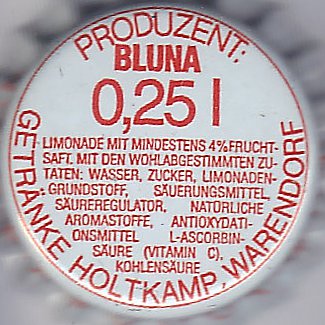 PRODUZENT:
BLUNA
0,25 l
LIMONADE MIT MINDESTENS 4% FRUCHT-
SAFT. MIT DEN WOHLABGESTIMMTEN ZU-
TATEN: WASSER, ZUCKER, LIMONADEN-
GRUNDSTOFF, SÄUERUNGSMITTEL,
SÄUREREGULATOR, NATÜRLICHE
AROMASTOFFE, ANTIOXYDATI-
ONSMITTEL L-ASCORBIN-
SÄURE (VITAMIN C),
KOHLENSÄURE
GETRÄNKE HOLTKAMP WARENDORF